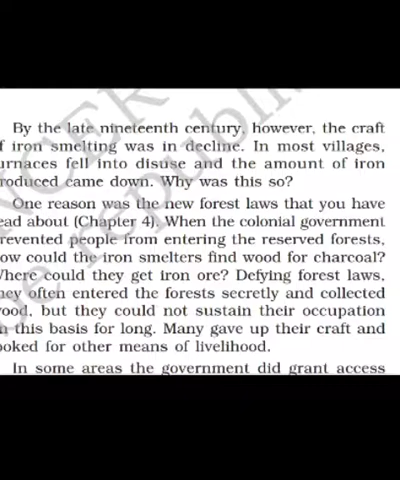 By the late nineteenth century, however, the craft
f iron smelting was in decline. In most villages,
urnaces fell into disuse and the amount of iron
roduced came down. Why was this so?
One reason was the new forest laws that you have
ead about (Chapter 4). When the colonial government
revented people from entering the reserved forests,
ow could the iron smelters find wood for charcoal?
here could they get iron ore? Defying forest laws,
hey often entered the forests secretly and collected
ood, but they could not sustain their occupation
n this basis for long. Many gave up their craft and
ooked for other means of livelihood.
In some areas the government did grant access